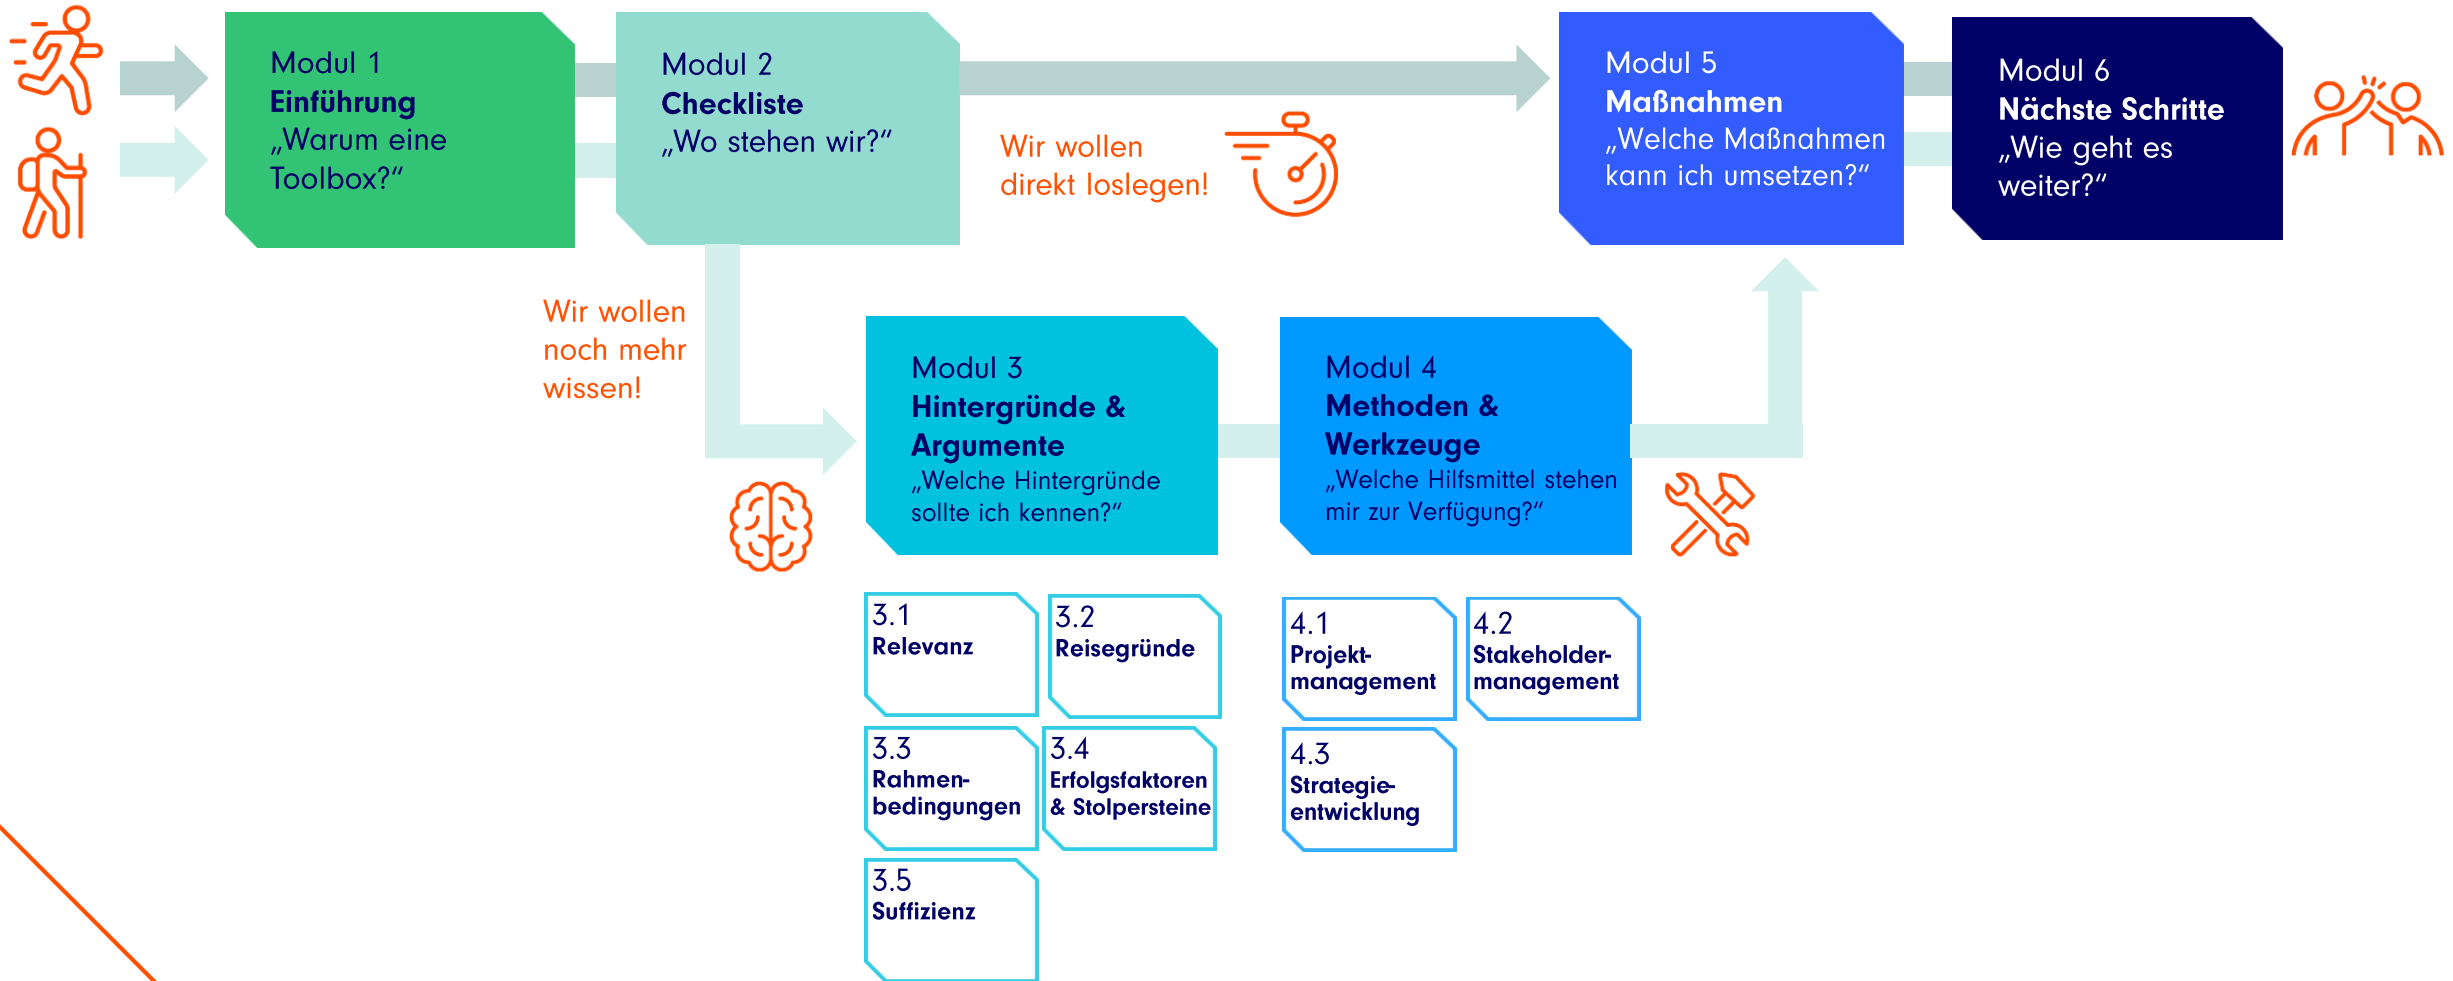 Modul 1
Einführung
„Warum eine
Toolbox?“
Modul 2
Checkliste
„Wo stehen wir?“
Wir wollen
direkt loslegen!
Modul 5
Maßnahmen
„Welche Maßnahmen
kann ich umsetzen?“
Modul 6
Nächste Schritte
„Wie geht es
weiter?“
Wir wollen
noch mehr
wissen!
Modul 3
Hintergründe &
Argumente
„Welche Hintergründe
sollte ich kennen?“
Modul 4
Methoden &
Werkzeuge
„Welche Hilfsmittel stehen
mir zur Verfügung?“
3.1
Relevanz
3.2
Reisegründe
3.3
Rahmen-
bedingungen
3.4
Erfolgsfaktoren
& Stolpersteine
3.5
Suffizienz
4.1
Projekt-
management
4.2
Stakeholder-
management
4.3
Strategie-
entwicklung